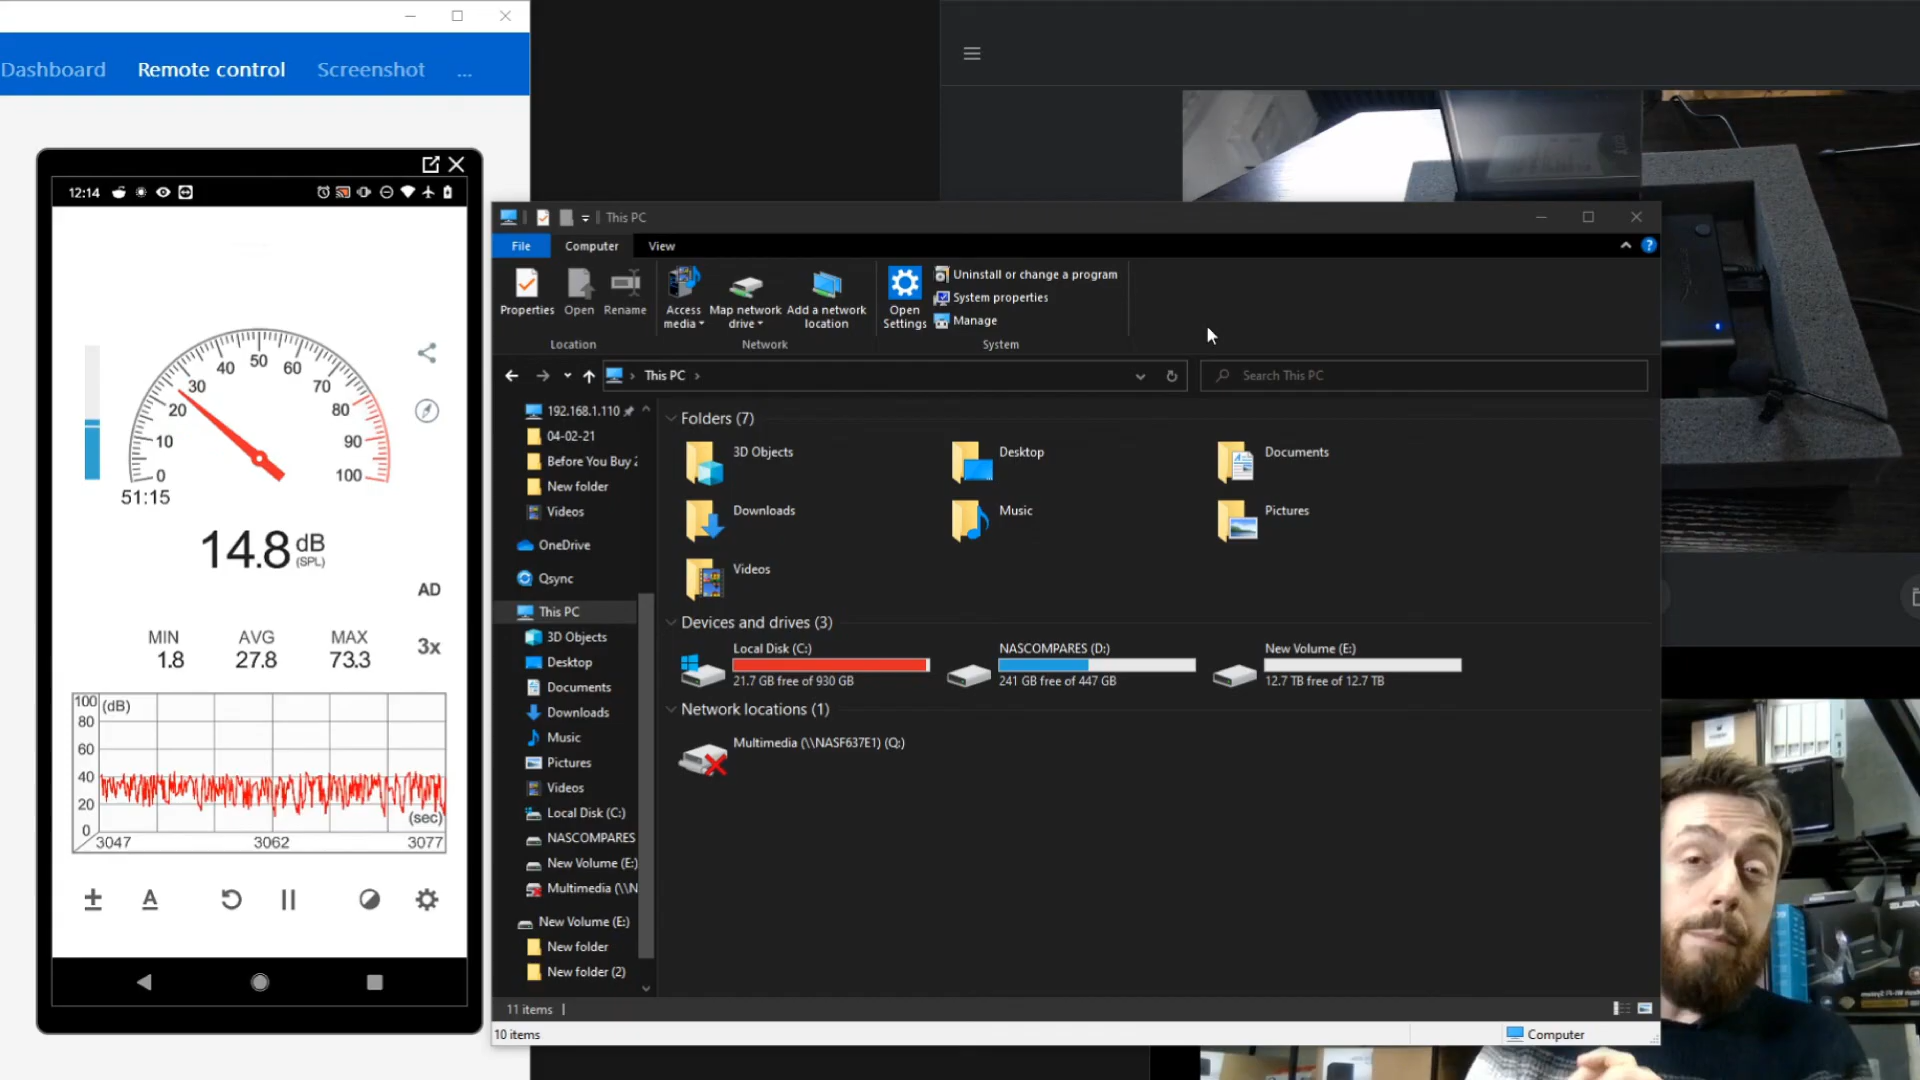 Dashboard
Remote control
Screenshot
...
12:14
0
10
20
30
40
50
60
70
80
90
100
51:15
14.8 dB
(SPL)
AD
3x
MIN
AVG
MAX
1.8
27.8
73.3
100
(dB)
80
60
40
20
0
(sec)
3047
3062
3077
A
This PC
File
Computer
View
Properties
Open
Rename
Location
Access media
Map network drive
Add a network location
Network
Open Settings
Uninstall or change a program
System properties
Manage
System
This PC
Search This PC
192.168.1.110
04-02-21
Before You Buy 2
New folder
Videos
OneDrive
Qsync
This PC
3D Objects
Desktop
Documents
Downloads
Music
Pictures
Videos
Local Disk (C:)
NASCOMPARES
New Volume (E:)
Multimedia (\\N
New Volume (E:)
New folder
New folder (2)
Folders (7)
3D Objects
Desktop
Documents
Downloads
Music
Pictures
Videos
Devices and drives (3)
Local Disk (C:)
21.7 GB free of 930 GB
NASCOMPARES (D:)
241 GB free of 447 GB
New Volume (E:)
12.7 TB free of 12.7 TB
Network locations (1)
Multimedia (\\NASF637E1) (Q:)
11 items
10 items
Computer